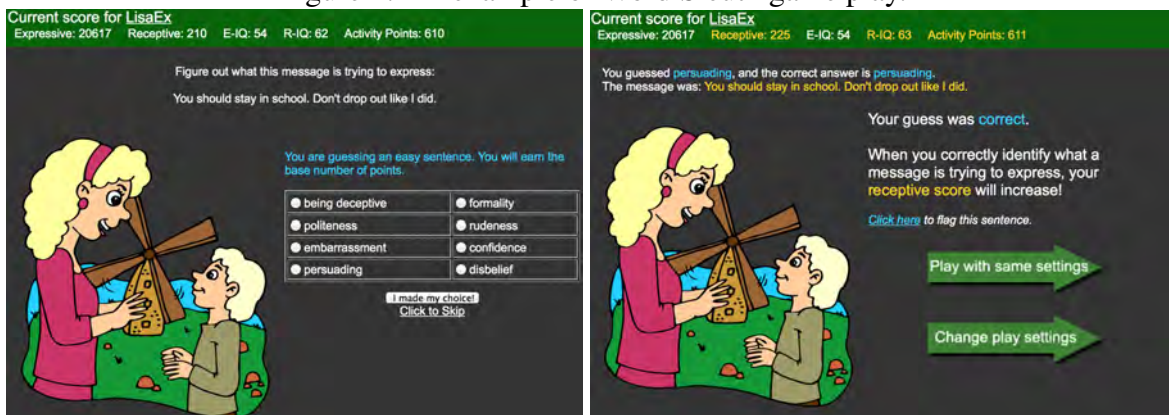 Current score for LisaEx
Expressive: 20617 Receptive: 210 E-IQ: 54 R-IQ: 62 Activity Points: 610
Figure out what this message is trying to express:
You should stay in school. Don't drop out like I did.
You are guessing an easy sentence. You will earn the
base number of points.
being deceptive formality
politeness rudeness
embarrassment confidence
persuading disbelief
I made my choice!
Click to Skip
Current score for LisaEx
Expressive: 20617 Receptive: 225 E-IQ: 54 R-IQ: 63 Activity Points: 611
You guessed persuading, and the correct answer is persuading.
The message was: You should stay in school. Don't drop out like I did.
Your guess was correct.
When you correctly identify what a
message is trying to express, your
receptive score will increase!
Click here to flag this sentence.
Play with same settings
Change play settings